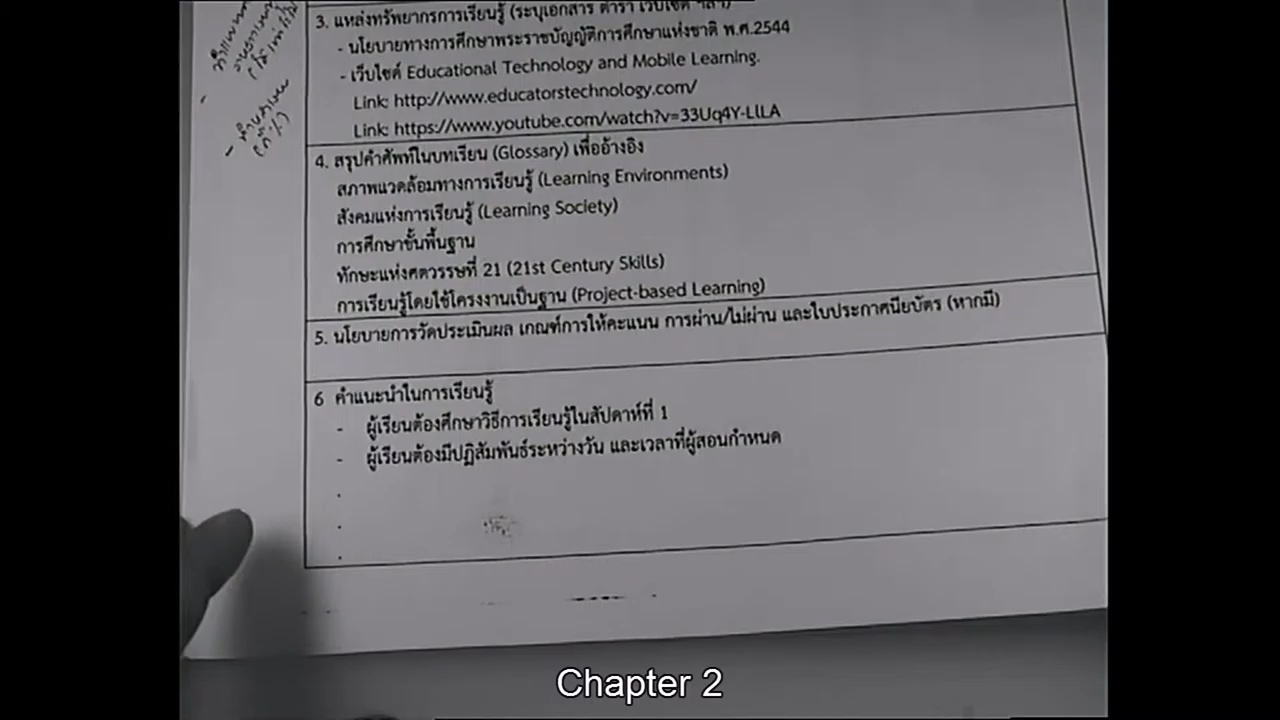 3. แหล่งทรัพยากรการเรียนรู้ (ระบุเอกสาร ตำรา เว็บไซต์ ฯลฯ)
- นโยบายทางการศึกษาพระราชบัญญัติการศึกษาแห่งชาติ พ.ศ.2544
- เว็บไซต์ Educational Technology and Mobile Learning.
Link: http://www.educatorstechnology.com/
Link: https://www.youtube.com/watch?v=33Uq4Y-LlLA
4. สรุปคำศัพท์ในบทเรียน (Glossary) เพื่ออ้างอิง
สภาพแวดล้อมทางการเรียนรู้ (Learning Environments)
สังคมแห่งการเรียนรู้ (Learning Society)
การศึกษาขั้นพื้นฐาน
ทักษะแห่งศตวรรษที่ 21 (21st Century Skills)
การเรียนรู้โดยใช้โครงงานเป็นฐาน (Project-based Learning)
5. นโยบายการวัดประเมินผล เกณฑ์การให้คะแนน การผ่าน/ไม่ผ่าน และใบประกาศนียบัตร (หากมี)
6 คำแนะนำในการเรียนรู้
- ผู้เรียนต้องศึกษาวิธีการเรียนรู้ในสัปดาห์ที่ 1
- ผู้เรียนต้องมีปฏิสัมพันธ์ระหว่างวัน และเวลาที่ผู้สอนกำหนด
Chapter 2